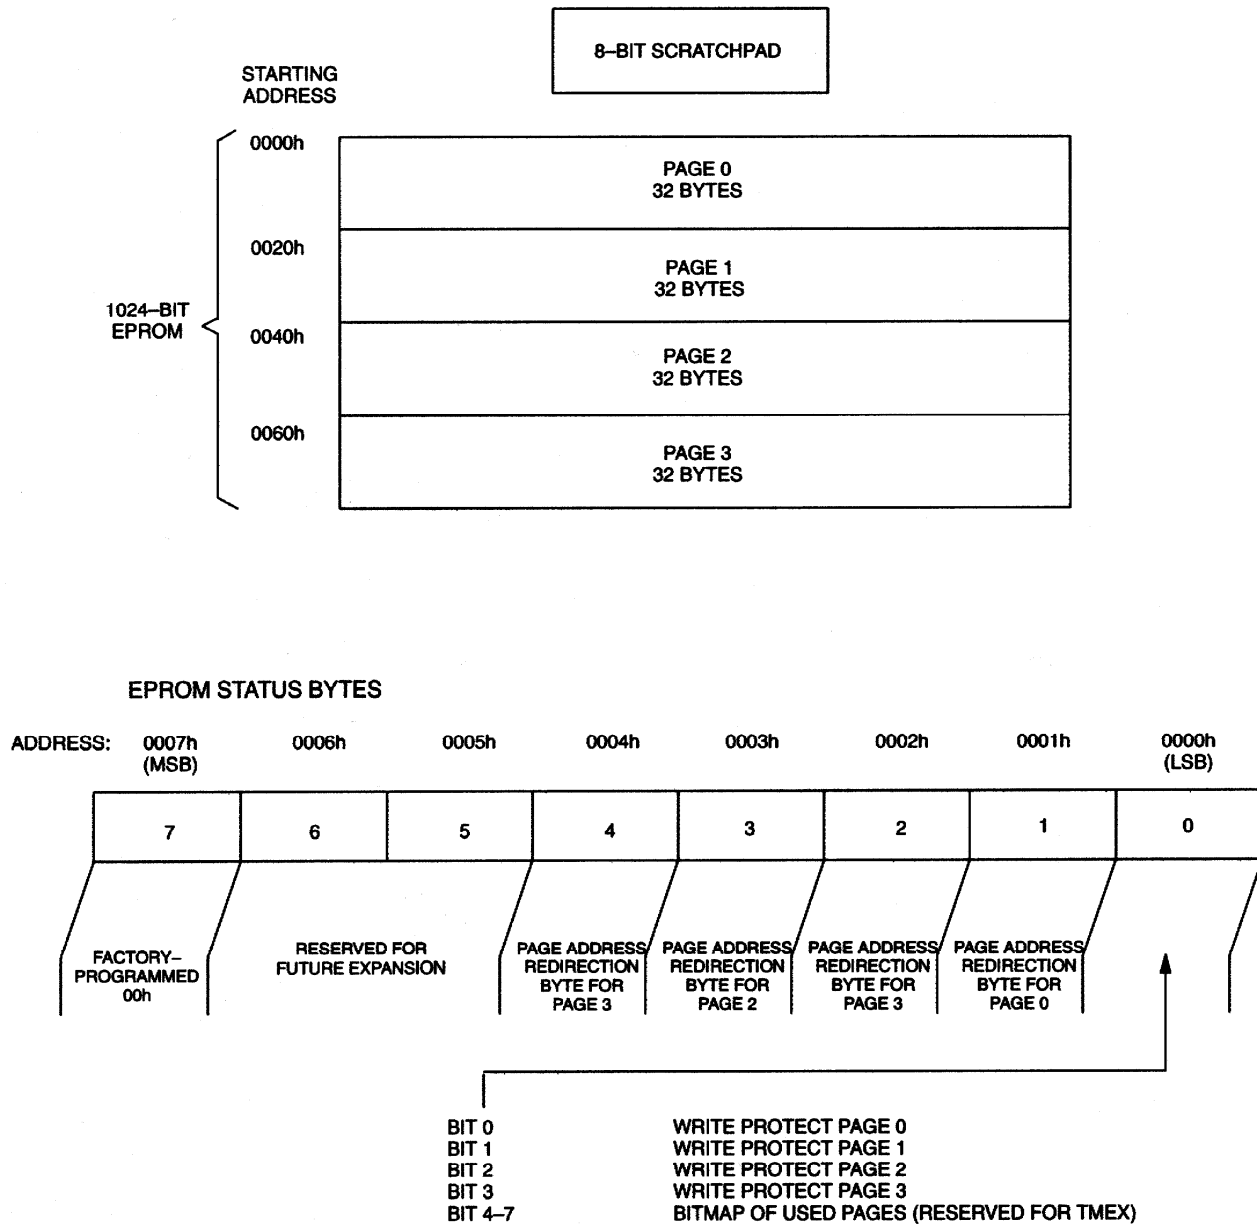 8–BIT SCRATCHPAD
STARTING
ADDRESS
0000h
PAGE 0
32 BYTES
0020h
PAGE 1
32 BYTES
1024–BIT
EPROM
0040h
PAGE 2
32 BYTES
0060h
PAGE 3
32 BYTES
EPROM STATUS BYTES
ADDRESS: 0007h 0006h 0005h 0004h 0003h 0002h 0001h 0000h
(MSB) (LSB)
7 6 5 4 3 2 1 0
FACTORY–
PROGRAMMED
00h
RESERVED FOR
FUTURE EXPANSION
PAGE ADDRESS
REDIRECTION
BYTE FOR
PAGE 3
PAGE ADDRESS
REDIRECTION
BYTE FOR
PAGE 2
PAGE ADDRESS
REDIRECTION
BYTE FOR
PAGE 3
PAGE ADDRESS
REDIRECTION
BYTE FOR
PAGE 0
BIT 0 WRITE PROTECT PAGE 0
BIT 1 WRITE PROTECT PAGE 1
BIT 2 WRITE PROTECT PAGE 2
BIT 3 WRITE PROTECT PAGE 3
BIT 4–7 BITMAP OF USED PAGES (RESERVED FOR TMEX)